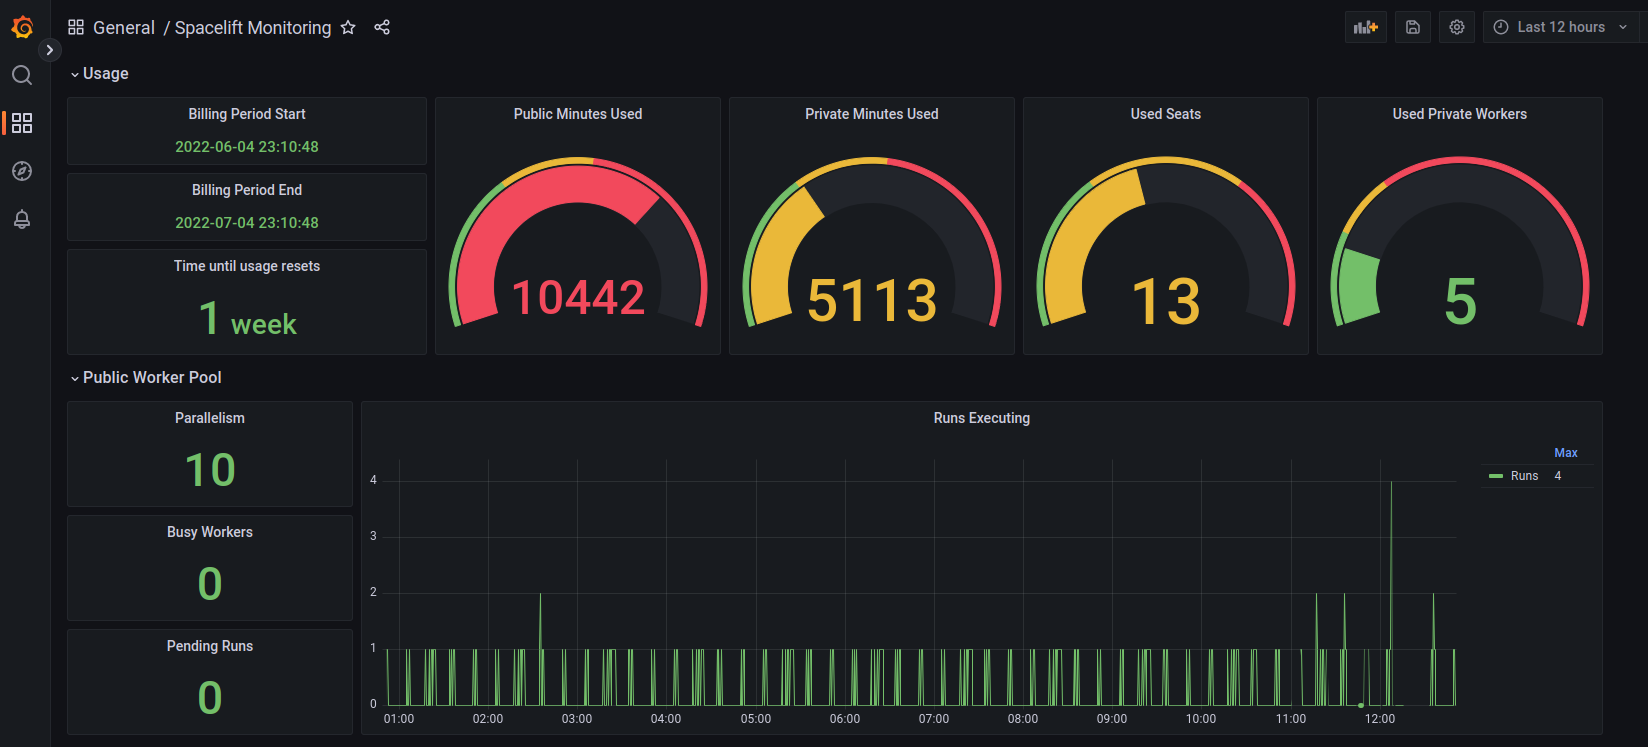 General / Spacelift Monitoring
Last 12 hours
Usage
Billing Period Start
2022-06-04 23:10:48
Billing Period End
2022-07-04 23:10:48
Time until usage resets
1 week
Public Minutes Used
10442
Private Minutes Used
5113
Used Seats
13
Used Private Workers
5
Public Worker Pool
Parallelism
10
Busy Workers
0
Pending Runs
0
Runs Executing
Max
Runs 4
4
3
2
1
0
01:00 02:00 03:00 04:00 05:00 06:00 07:00 08:00 09:00 10:00 11:00 12:00